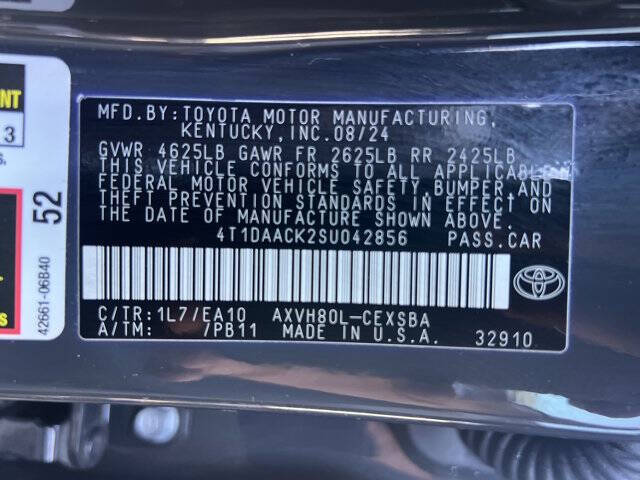 MFD.BY:TOYOTA MOTOR MANUFACTURING,
KENTUCKY,INC.08/24
GVWR 4625LB GAWR FR 2625LB RR 2425LB
THIS VEHICLE CONFORMS TO ALL APPLICABLE
FEDERAL MOTOR VEHICLE SAFETY, BUMPER AND
THEFT PREVENTION STANDARDS IN EFFECT ON
THE DATE OF MANUFACTURE SHOWN ABOVE.
4T1DAACK2SU042856 PASS.CAR
C/TR:1L7/EA10 AXVH80L-CEXSBA
A/TM: /PB11 MADE IN U.S.A. 32910
TOYOTA
52
42661-06B40
3